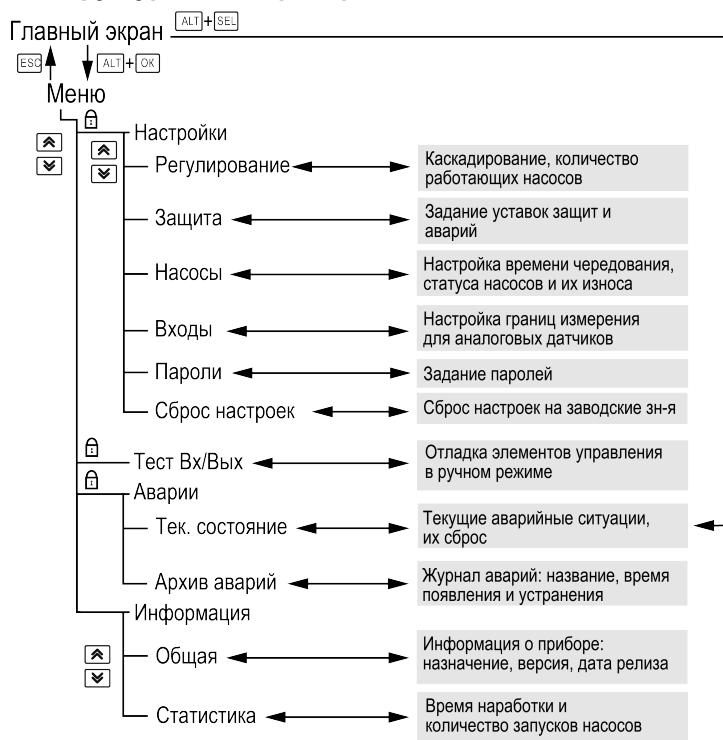 Главный экран
ALT+SEL
ESC
ALT+OK
Меню
Настройки
Регулирование
Каскадирование, количество
работающих насосов
Защита
Задание уставок защит и
аварий
Насосы
Настройка времени чередования,
статуса насосов и их износа
Входы
Настройка границ измерения
для аналоговых датчиков
Пароли
Задание паролей
Сброс настроек
Сброс настроек на заводские зн-я
Тест Вх/Вых
Отладка элементов управления
в ручном режиме
Аварии
Тек. состояние
Текущие аварийные ситуации,
их сброс
Архив аварий
Журнал аварий: название, время
появления и устранения
Информация
Общая
Информация о приборе:
назначение, версия, дата релиза
Статистика
Время наработки и
количество запусков насосов